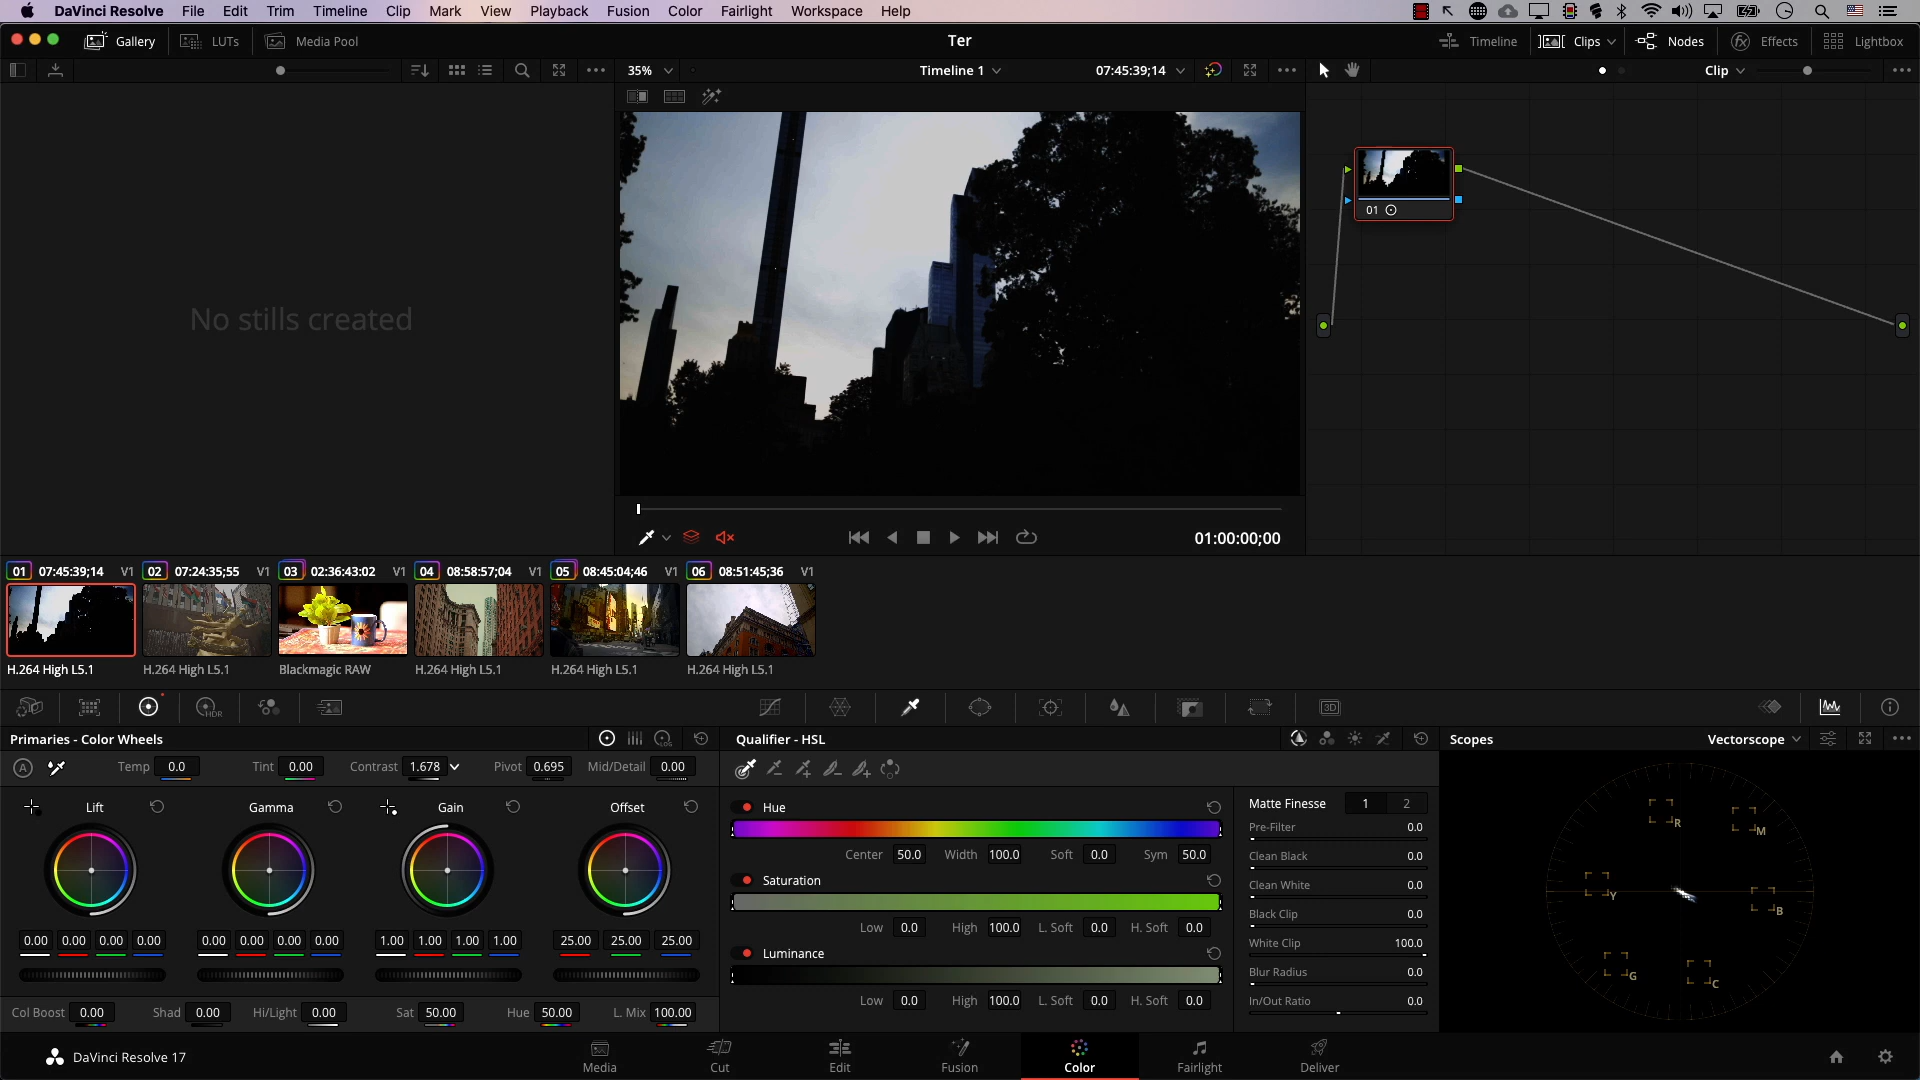 DaVinci Resolve File Edit Trim Timeline Clip Mark View Playback Fusion Color Fairlight Workspace Help
Gallery LUTs Media Pool Ter Timeline Clips Nodes Effects Lightbox
35% Timeline 1 07:45:39;14 Clip
No stills created
01
01:00:00;00
01 07:45:39;14 V1 02 07:24:35;55 V1 03 02:36:43:02 V1 04 08:58:57;04 V1 05 08:45:04;46 V1 06 08:51:45;36 V1
H.264 High L5.1 H.264 High L5.1 Blackmagic RAW H.264 High L5.1 H.264 High L5.1 H.264 High L5.1
HDR 3D
Primaries - Color Wheels LOG Qualifier - HSL Scopes Vectorscope
A Temp 0.0 Tint 0.00 Contrast 1.678 Pivot 0.695 Mid/Detail 0.00
Lift Gamma Gain Offset
0.00 0.00 0.00 0.00 0.00 0.00 0.00 0.00 1.00 1.00 1.00 1.00 25.00 25.00 25.00
Col Boost 0.00 Shad 0.00 Hi/Light 0.00 Sat 50.00 Hue 50.00 L. Mix 100.00
Hue
Center 50.0 Width 100.0 Soft 0.0 Sym 50.0
Saturation
Low 0.0 High 100.0 L. Soft 0.0 H. Soft 0.0
Luminance
Low 0.0 High 100.0 L. Soft 0.0 H. Soft 0.0
Matte Finesse 1 2
Pre-Filter 0.0
Clean Black 0.0
Clean White 0.0
Black Clip 0.0
White Clip 100.0
Blur Radius 0.0
In/Out Ratio 0.0
R M
Y B
G C
DaVinci Resolve 17 Media Cut Edit Fusion Color Fairlight Deliver